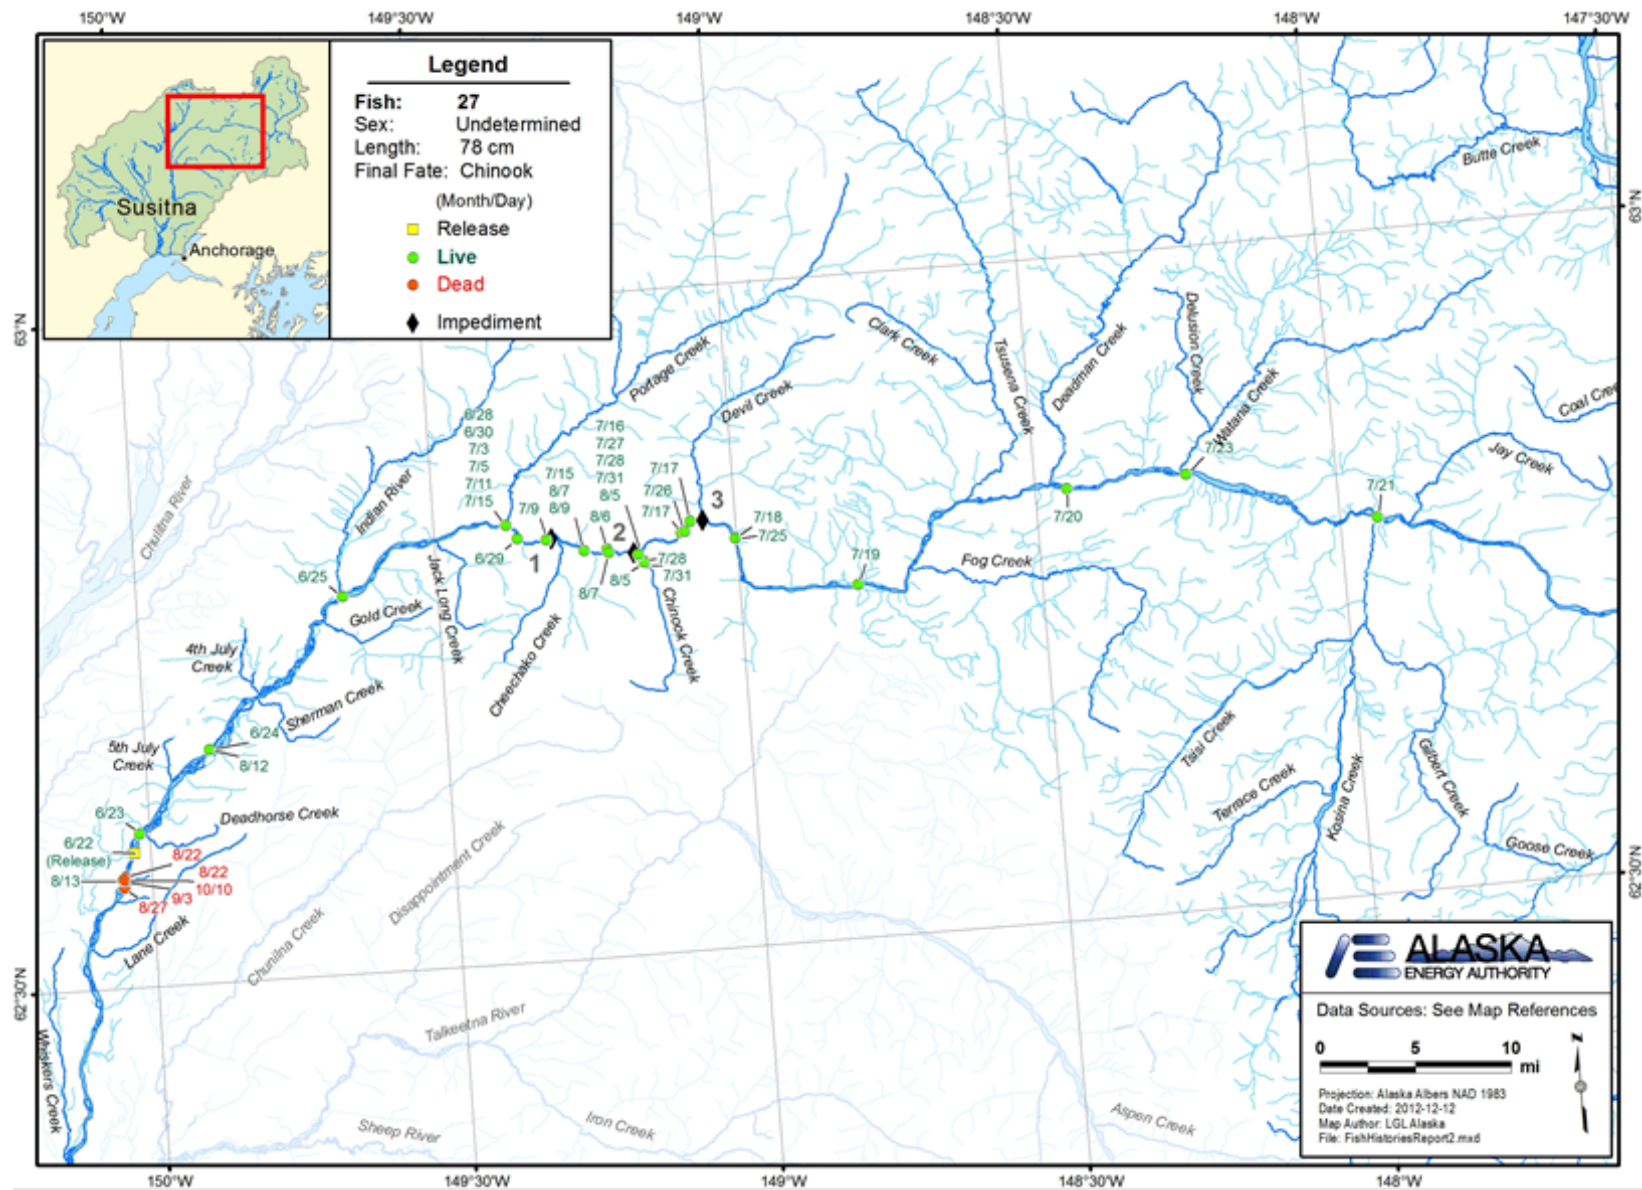 150°W 149°30'W 149°W 148°30'W 148°W 147°30'W
Legend
Fish: 27
Sex: Undetermined
Length: 78 cm
Final Fate: Chinook
(Month/Day)
Release
Live
Dead
Impediment
Susitna
Anchorage
63°N
63°N
Butte Creek
Portage Creek
Devil Creek
Clark Creek
Tsusena Creek
Deadman Creek
Delusion Creek
Watana Creek
Coal Cree
Jay Creek
Chulitna River
Indian River
6/28
6/30
7/3
7/5
7/11
7/15
7/9
7/15
8/7
8/9
7/16
7/27
7/28
7/31
8/5
8/6
7/17
7/26
7/17
3
2
1
6/29
8/7
8/5
7/28
7/31
7/18
7/25
7/19
7/20
7/23
7/21
6/25
Fog Creek
Jack Long Creek
Gold Creek
Cheechako Creek
Chinook Creek
4th July
Creek
Sherman Creek
5th July
Creek
6/24
8/12
Tsisi Creek
Terrace Creek
Kosina Creek
Gilbert Creek
Goose Creek
6/23
Deadhorse Creek
6/22
(Release)
8/13
8/22
8/22
10/10
9/3
8/27
Lane Creek
Disappointment Creek
Chunilna Creek
62°30'N
62°30'N
Talkeetna River
Whiskers Creek
Sheep River
Iron Creek
Aspen Creek
ALASKA
ENERGY AUTHORITY
Data Sources: See Map References
0 5 10
mi
N
Projection: Alaska Albers NAD 1983
Date Created: 2012-12-12
Map Author: LGL Alaska
File: FishHistoriesReport2.mxd
150°W 149°30'W 149°W 148°30'W 148°W